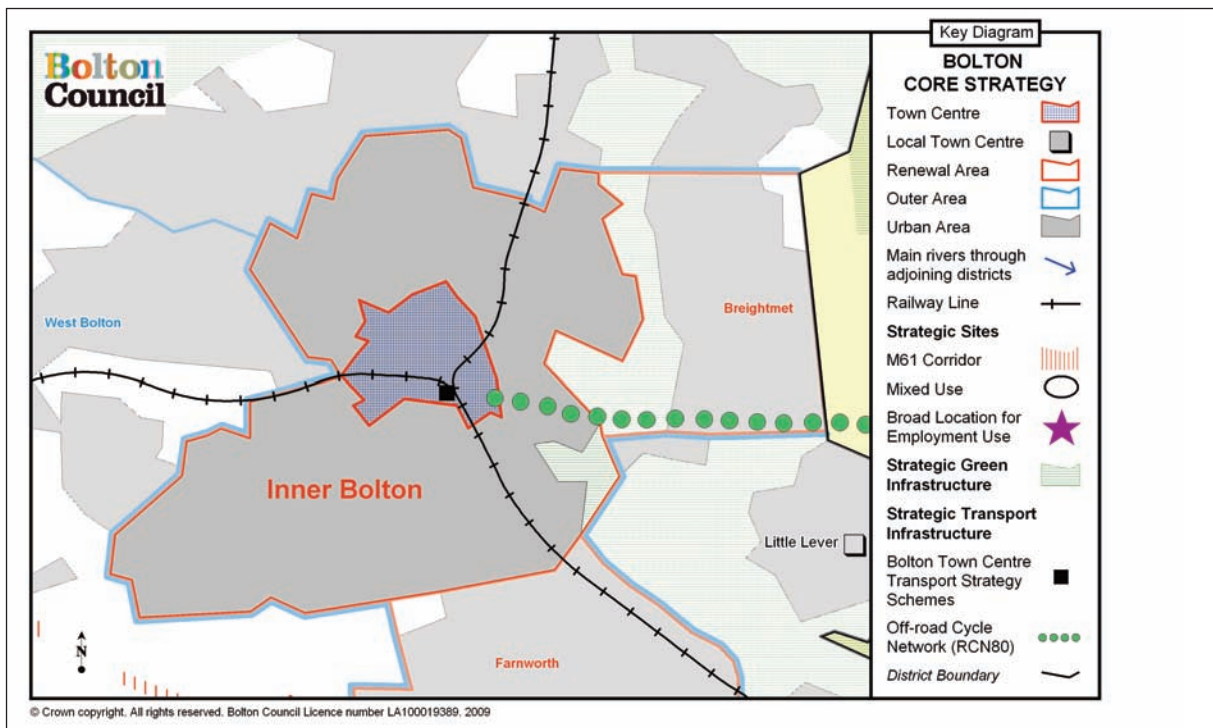 Bolton
Council
West Bolton
Breightmet
Inner Bolton
Little Lever
Farnworth
N
Key Diagram
BOLTON
CORE STRATEGY
Town Centre
Local Town Centre
Renewal Area
Outer Area
Urban Area
Main rivers through
adjoining districts
Railway Line
Strategic Sites
M61 Corridor
Mixed Use
Broad Location for
Employment Use
Strategic Green
Infrastructure
Strategic Transport
Infrastructure
Bolton Town Centre
Transport Strategy
Schemes
Off-road Cycle
Network (RCN80)
District Boundary
© Crown copyright. All rights reserved. Bolton Council Licence number LA100019389. 2009